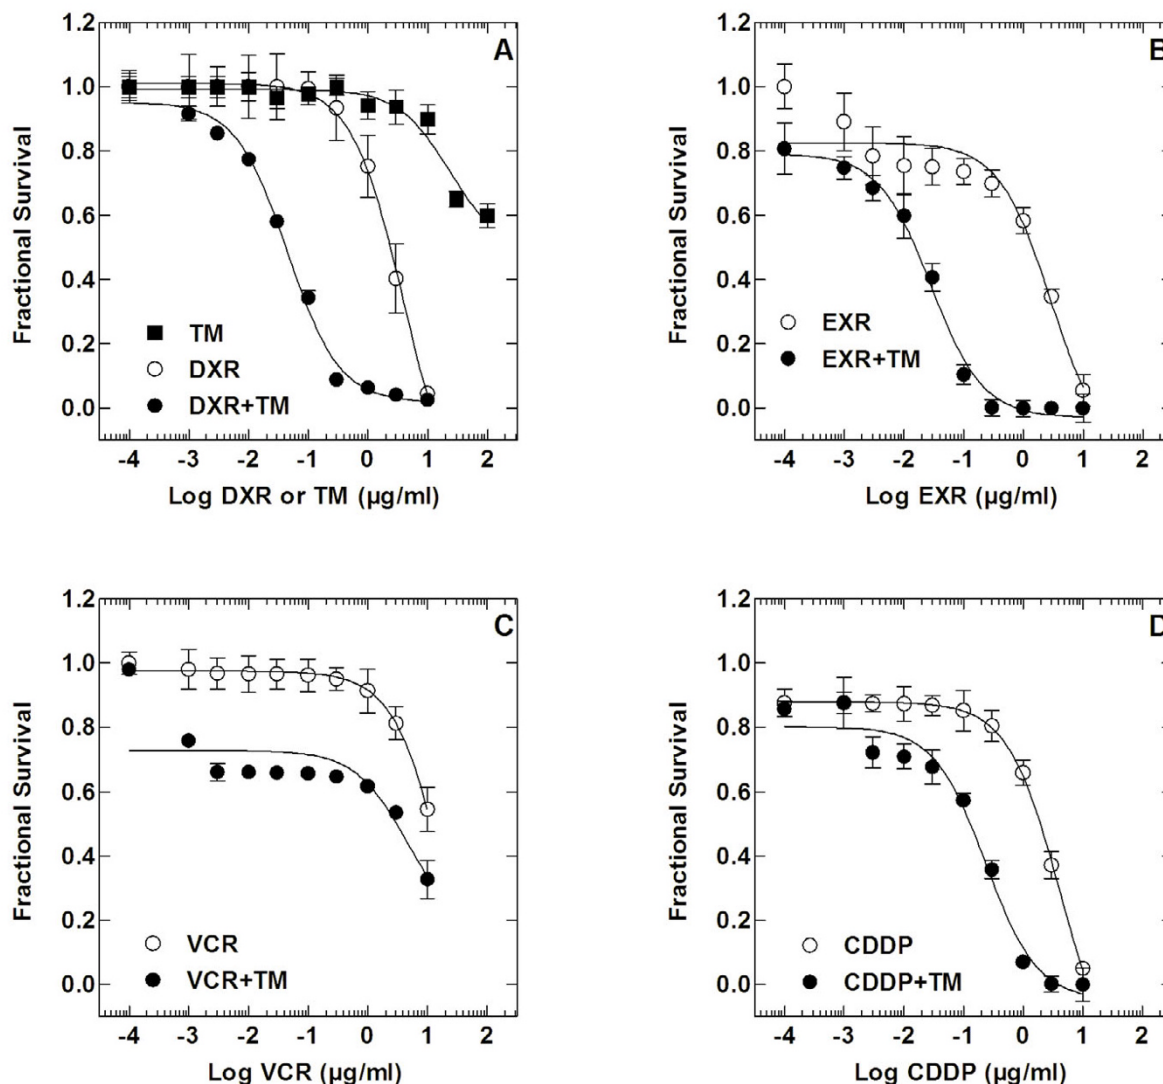 A
Fractional Survival
1.2
1.0
0.8
0.6
0.4
0.2
0.0
TM
DXR
DXR+TM
-4 -3 -2 -1 0 1 2
Log DXR or TM (µg/ml)
B
Fractional Survival
1.2
1.0
0.8
0.6
0.4
0.2
0.0
EXR
EXR+TM
-4 -3 -2 -1 0 1 2
Log EXR (µg/ml)
C
Fractional Survival
1.2
1.0
0.8
0.6
0.4
0.2
0.0
VCR
VCR+TM
-4 -3 -2 -1 0 1 2
Log VCR (µg/ml)
D
Fractional Survival
1.2
1.0
0.8
0.6
0.4
0.2
0.0
CDDP
CDDP+TM
-4 -3 -2 -1 0 1 2
Log CDDP (µg/ml)